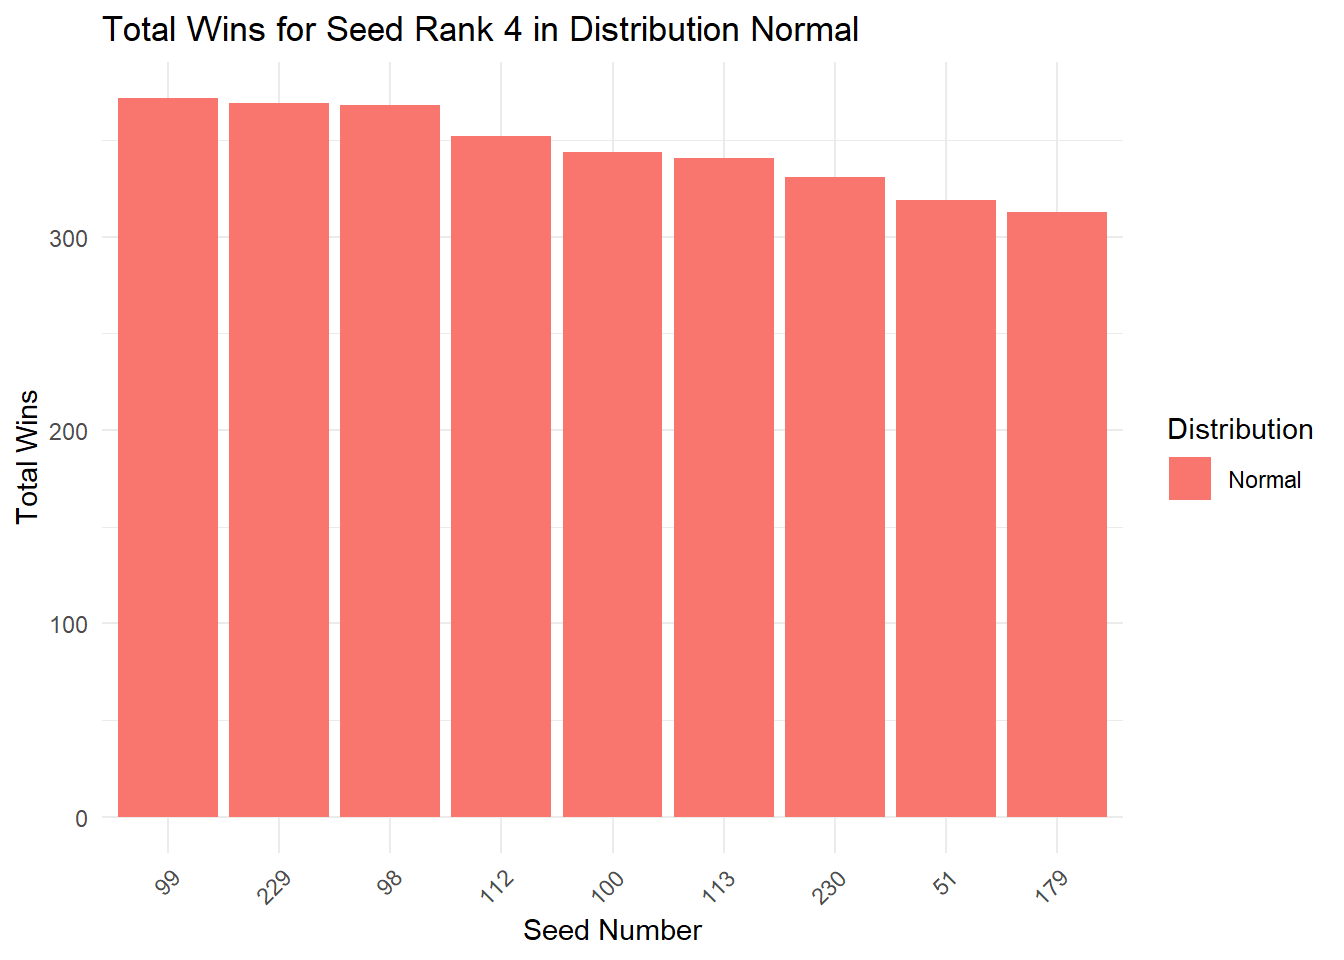 Total Wins for Seed Rank 4 in Distribution Normal
Total Wins
300
200
100
0
99
229
98
112
100
113
230
51
179
Seed Number
Distribution
Normal